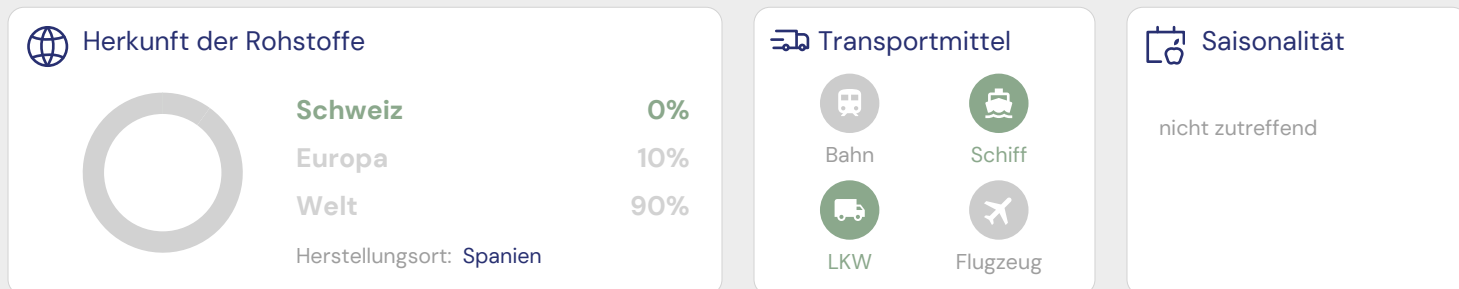 Herkunft der Rohstoffe
Schweiz 0%
Europa 10%
Welt 90%
Herstellungsort: Spanien
Transportmittel
Bahn Schiff
LKW Flugzeug
Saisonalität
nicht zutreffend